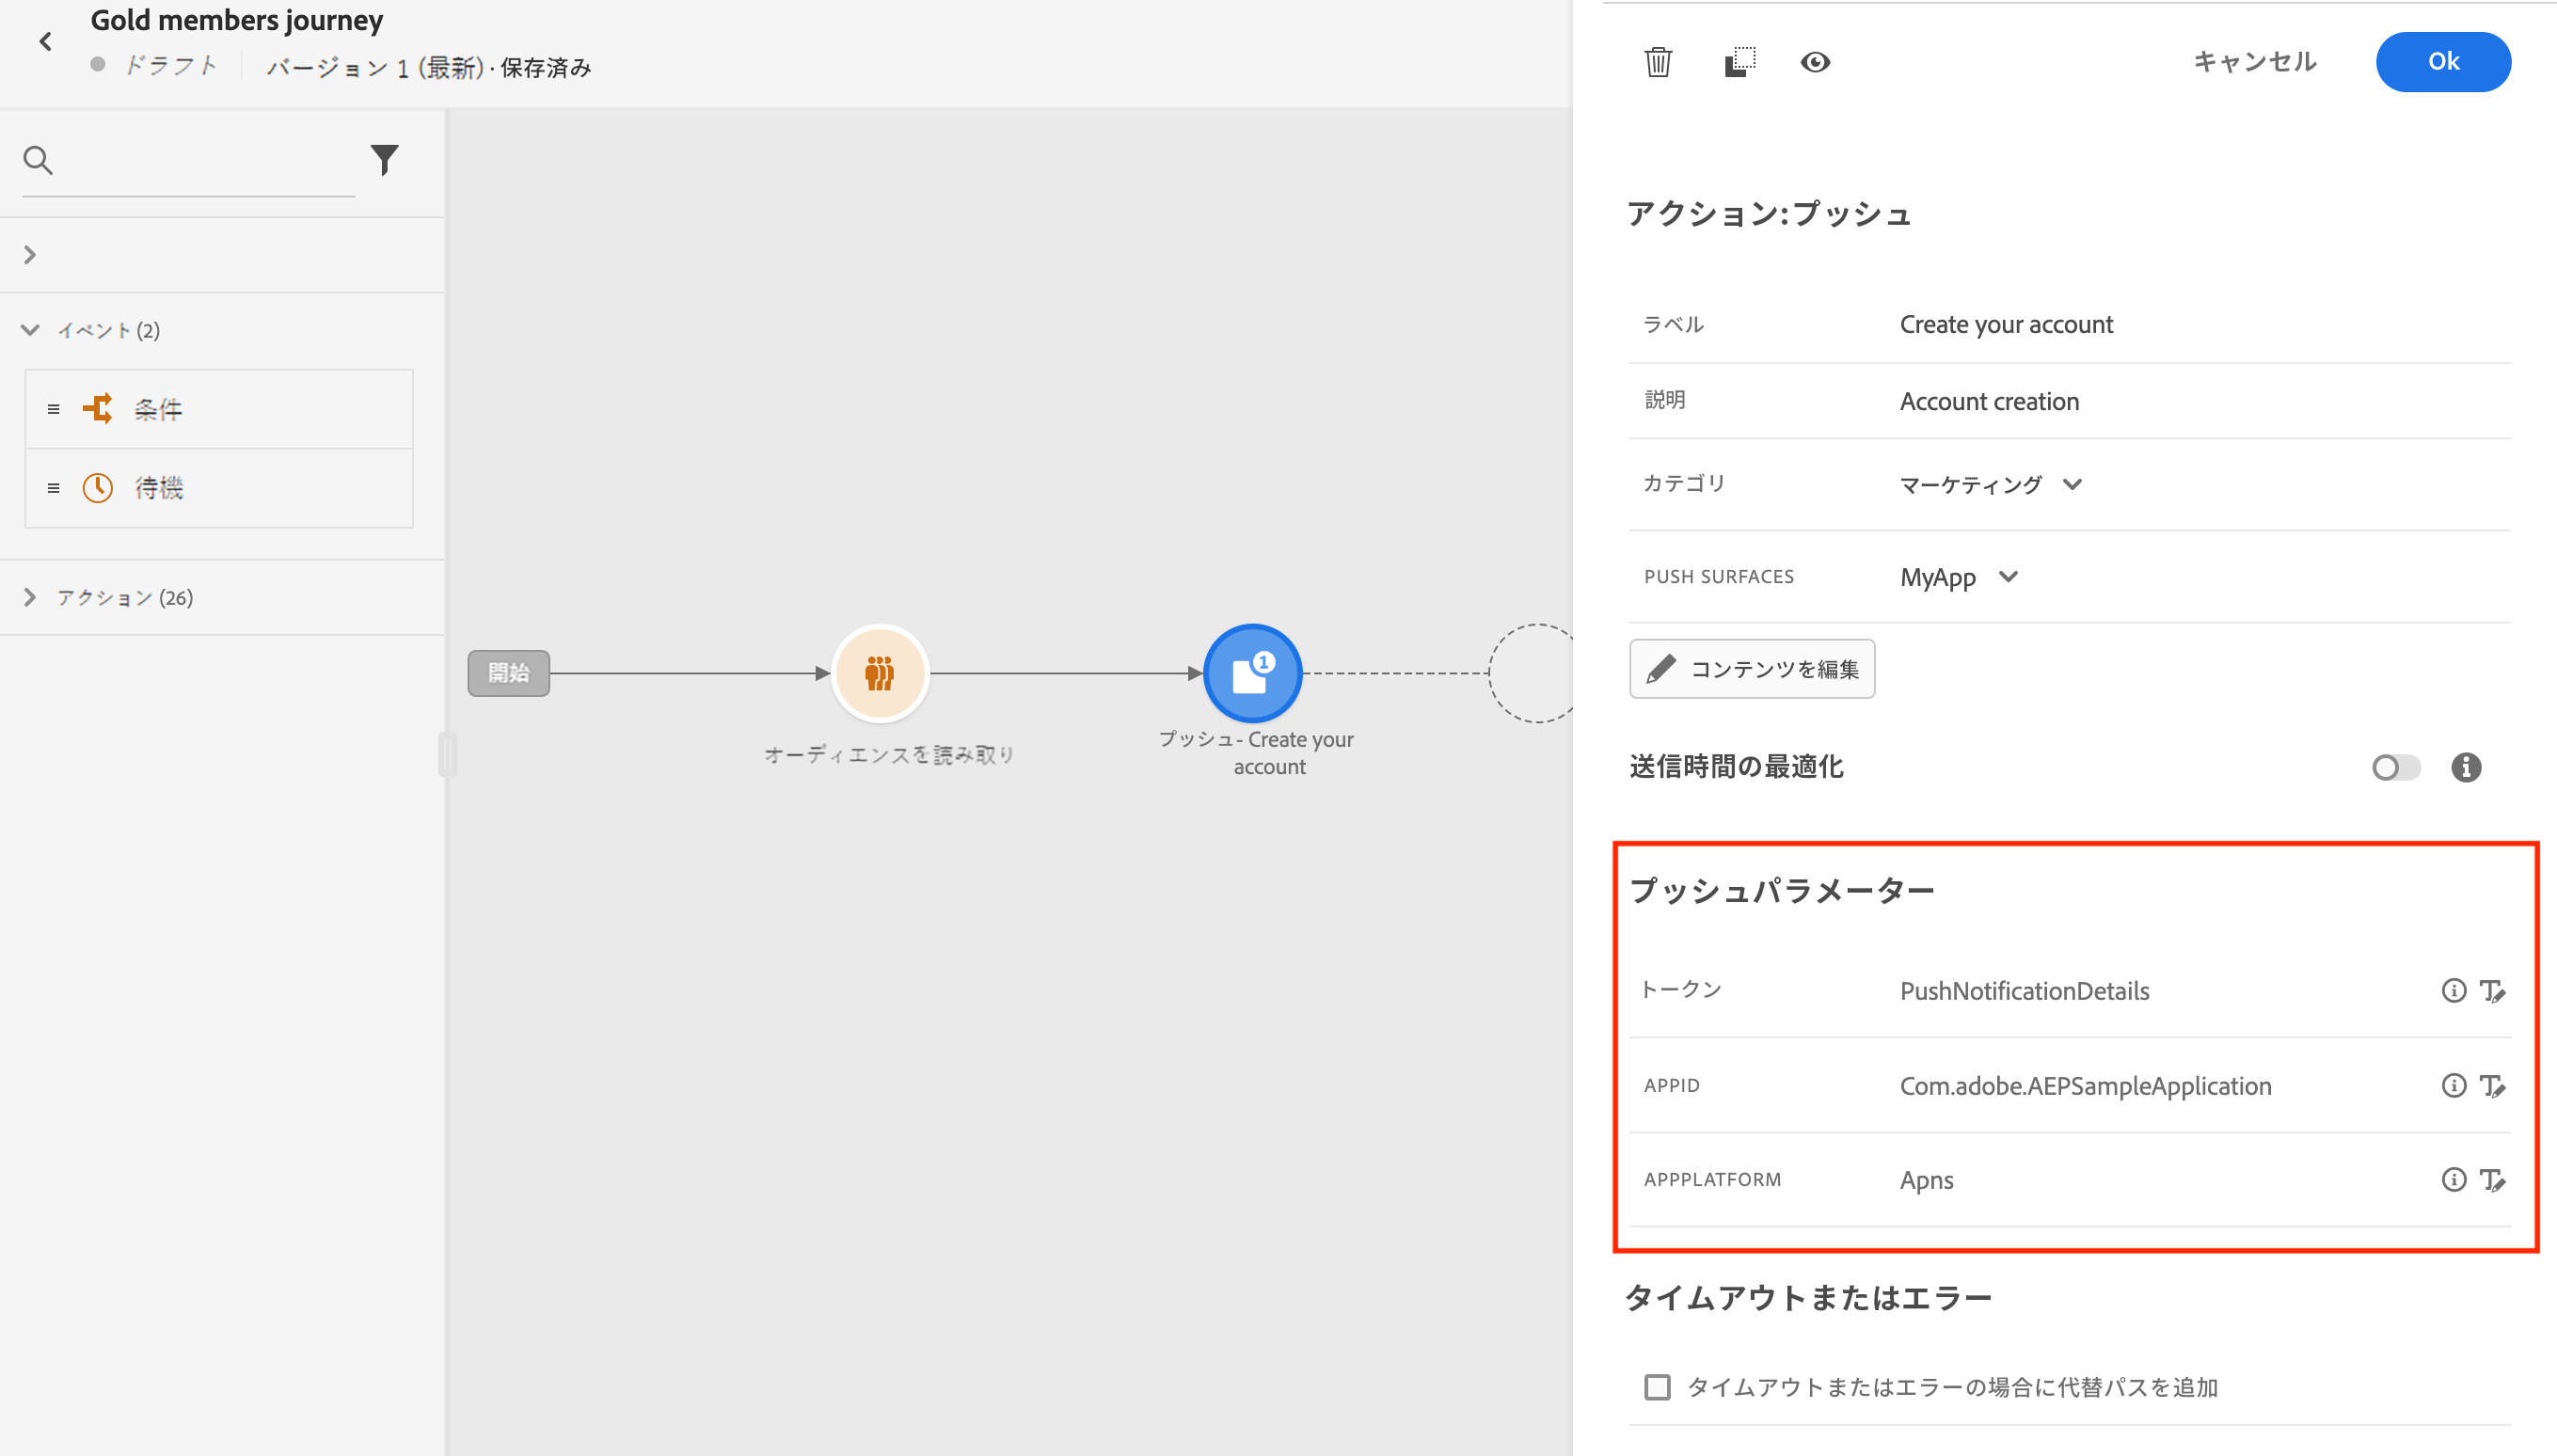 Gold members journey
ドラフト
バージョン 1 (最新) · 保存済み
イベント (2)
条件
待機
アクション (26)
開始
オーディエンスを読み取り
1
プッシュ- Create your
account
キャンセル
Ok
アクション:プッシュ
ラベル
Create your account
説明
Account creation
カテゴリ
マーケティング
PUSH SURFACES
MyApp
コンテンツを編集
送信時間の最適化
プッシュパラメーター
トークン
PushNotificationDetails
APPID
Com.adobe.AEPSampleApplication
APPPLATFORM
Apns
タイムアウトまたはエラー
タイムアウトまたはエラーの場合に代替パスを追加